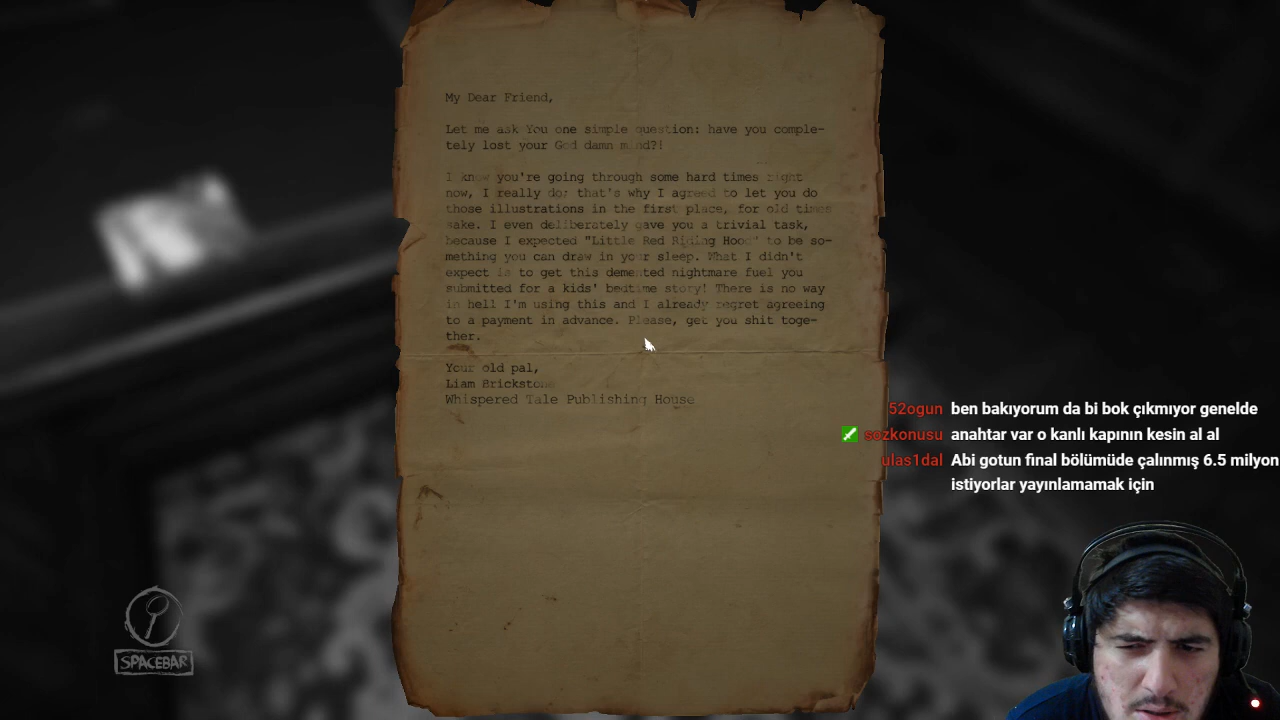 My Dear Friend,
Let me ask You one simple question: have you comple-
tely lost your God damn mind?!
I know you're going through some hard times right
now, I really do; that's why I agreed to let you do
those illustrations in the first place, for old times
sake. I even deliberately gave you a trivial task,
because I expected "Little Red Riding Hood" to be so-
mething you can draw in your sleep. What I didn't
expect is to get this demented nightmare fuel you
submitted for a kids' bedtime story! There is no way
in hell I'm using this and I already regret agreeing
to a payment in advance. Please, get you shit toge-
ther.
Your old pal,
Liam Brickstone
Whispered Tale Publishing House
52ogun ben bakıyorum da bi bok çıkmıyor genelde
sozkonusu anahtar var o kanlı kapının kesin al al
ulas1dal Abi gotun final bölümüde çalınmış 6.5 milyon
istiyorlar yayınlamamak için
SPACEBAR